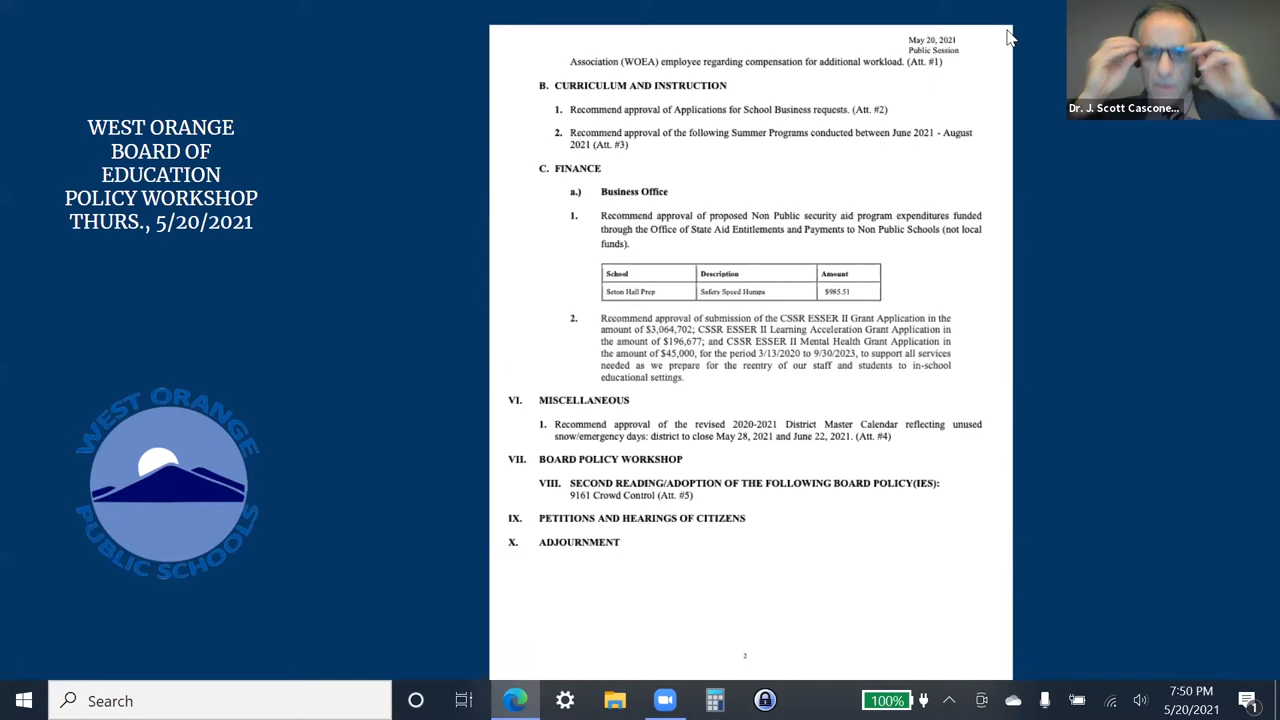 WEST ORANGE
BOARD OF
EDUCATION
POLICY WORKSHOP
THURS., 5/20/2021
WEST ORANGE
PUBLIC SCHOOLS
May 20, 2021
Public Session
Association (WOEA) employee regarding compensation for additional workload. (Att. #1)
B. CURRICULUM AND INSTRUCTION
1. Recommend approval of Applications for School Business requests. (Att. #2)
2. Recommend approval of the following Summer Programs conducted between June 2021 - August
2021 (Att. #3)
C. FINANCE
a.) Business Office
1. Recommend approval of proposed Non Public security aid program expenditures funded
through the Office of State Aid Entitlements and Payments to Non Public Schools (not local
funds).
School Description Amount
Seton Hall Prep Safety Speed Humps $985.51
2. Recommend approval of submission of the CSSR ESSER II Grant Application in the
amount of $3,064,702; CSSR ESSER II Learning Acceleration Grant Application in
the amount of $196,677; and CSSR ESSER II Mental Health Grant Application in
the amount of $45,000, for the period 3/13/2020 to 9/30/2023, to support all services
needed as we prepare for the reentry of our staff and students to in-school
educational settings.
VI. MISCELLANEOUS
1. Recommend approval of the revised 2020-2021 District Master Calendar reflecting unused
snow/emergency days: district to close May 28, 2021 and June 22, 2021. (Att. #4)
VII. BOARD POLICY WORKSHOP
VIII. SECOND READING/ADOPTION OF THE FOLLOWING BOARD POLICY(IES):
9161 Crowd Control (Att. #5)
IX. PETITIONS AND HEARINGS OF CITIZENS
X. ADJOURNMENT
2
Dr. J. Scott Cascone...
Search
100%
7:50 PM
5/20/2021
1